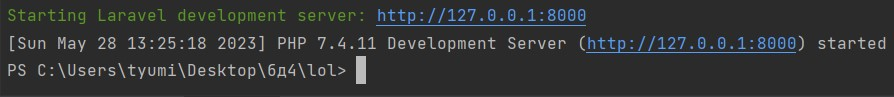 Starting Laravel development server: http://127.0.0.1:8000
[Sun May 28 13:25:18 2023] PHP 7.4.11 Development Server (http://127.0.0.1:8000) started
PS C:\Users\tyumi\Desktop\6д4\lol>